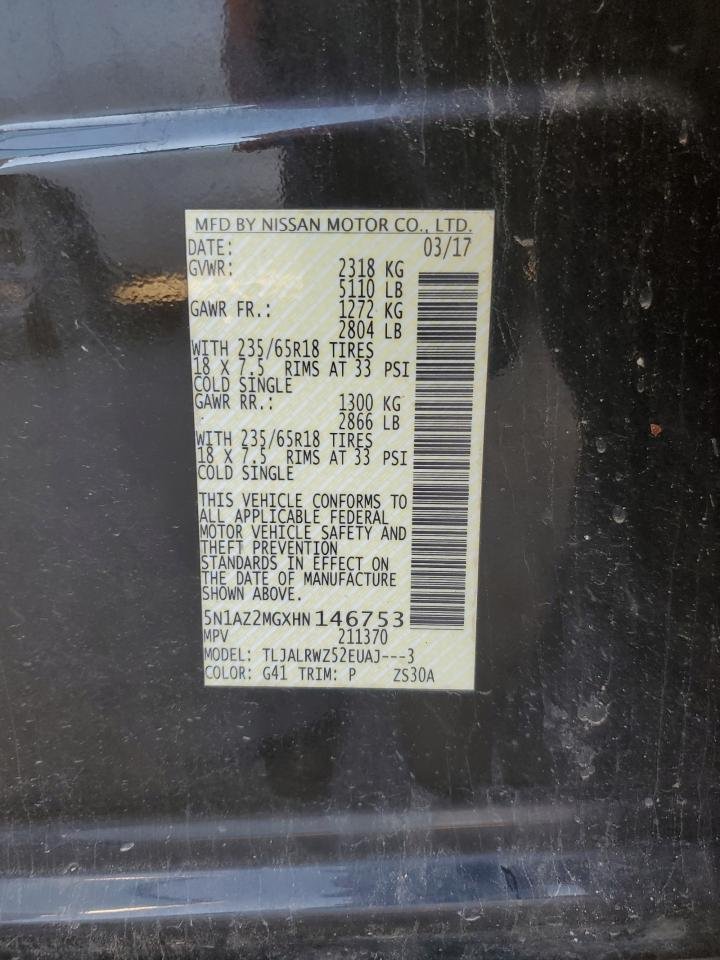 MFD BY NISSAN MOTOR CO., LTD.
DATE: 03/17
GVWR: 2318 KG
5110 LB
GAWR FR.: 1272 KG
2804 LB
WITH 235/65R18 TIRES
18 X 7.5 RIMS AT 33 PSI
COLD SINGLE
GAWR RR.: 1300 KG
2866 LB
WITH 235/65R18 TIRES
18 X 7.5 RIMS AT 33 PSI
COLD SINGLE
THIS VEHICLE CONFORMS TO
ALL APPLICABLE FEDERAL
MOTOR VEHICLE SAFETY AND
THEFT PREVENTION
STANDARDS IN EFFECT ON
THE DATE OF MANUFACTURE
SHOWN ABOVE.
5N1AZ2MGXHN146753
MPV 211370
MODEL: TLJALRWZ52EUAJ---3
COLOR: G41 TRIM: P ZS30A